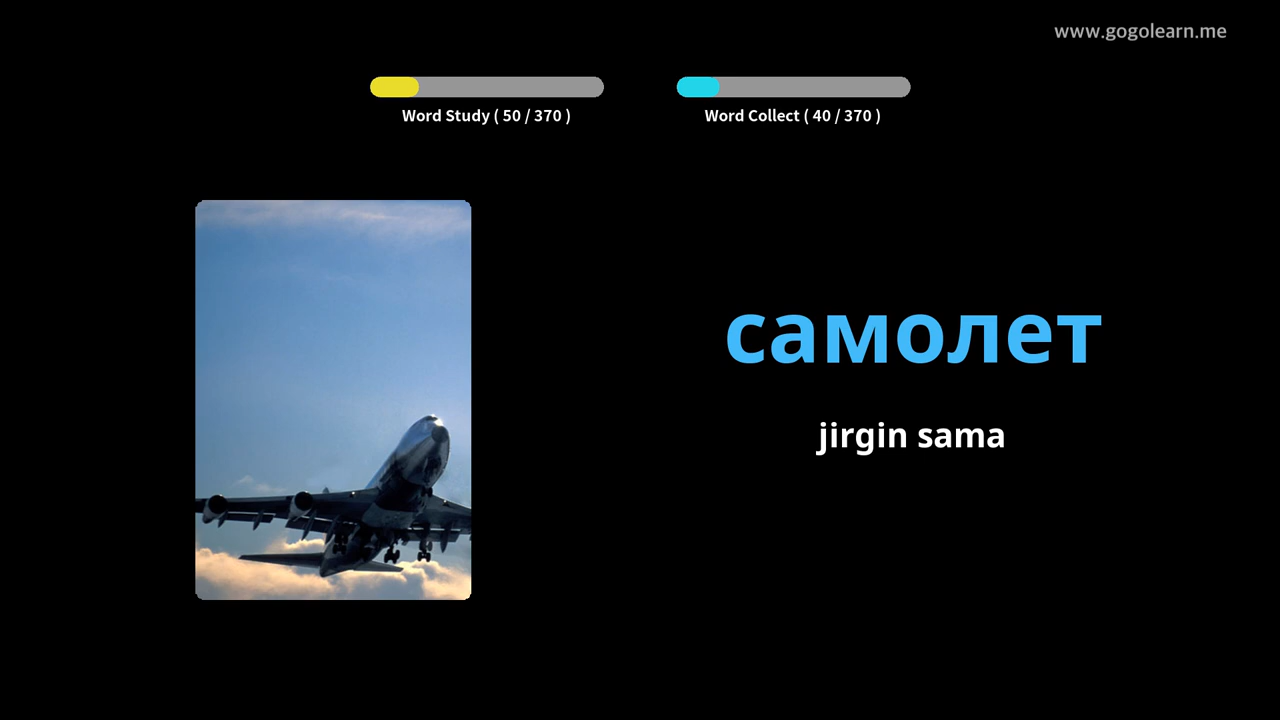 www.gogolearn.me
Word Study ( 50 / 370 )
Word Collect ( 40 / 370 )
самолет
jirgin sama